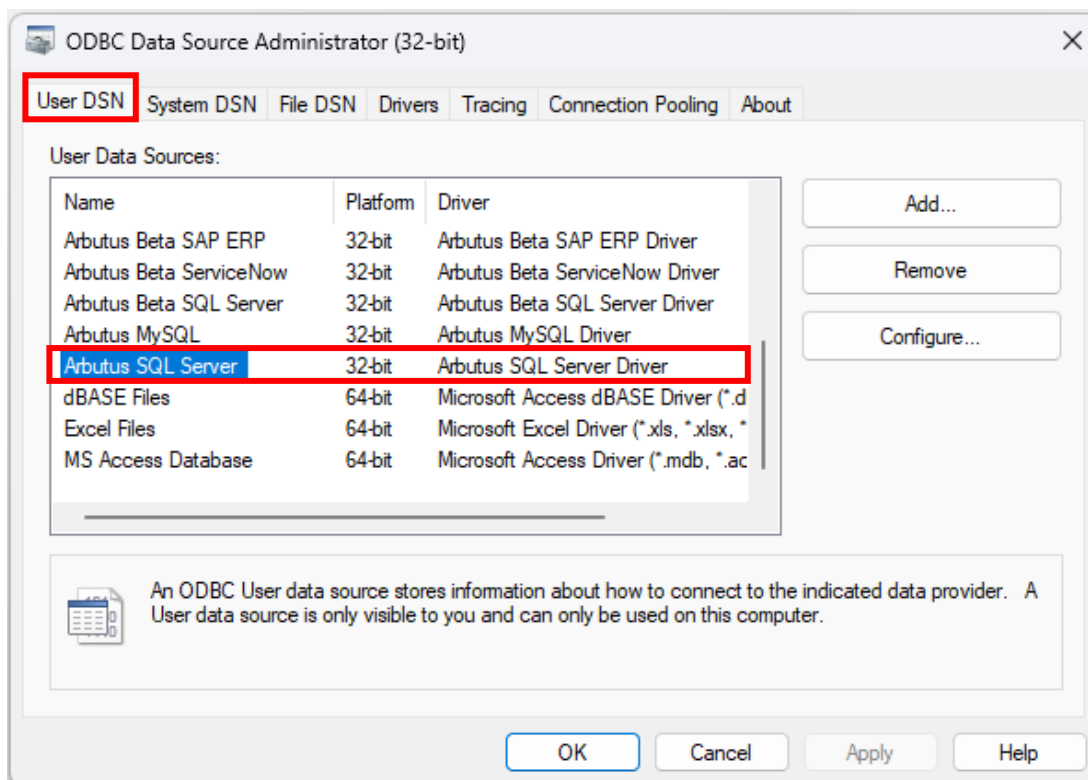 ODBC Data Source Administrator (32-bit)
User DSN System DSN File DSN Drivers Tracing Connection Pooling About
User Data Sources:
Name Platform Driver
Arbutus Beta SAP ERP 32-bit Arbutus Beta SAP ERP Driver
Arbutus Beta ServiceNow 32-bit Arbutus Beta ServiceNow Driver
Arbutus Beta SQL Server 32-bit Arbutus Beta SQL Server Driver
Arbutus MySQL 32-bit Arbutus MySQL Driver
Arbutus SQL Server 32-bit Arbutus SQL Server Driver
dBASE Files 64-bit Microsoft Access dBASE Driver (*.d
Excel Files 64-bit Microsoft Excel Driver (*.xls, *.xlsx, *
MS Access Database 64-bit Microsoft Access Driver (*.mdb, *.ac
Add...
Remove
Configure...
An ODBC User data source stores information about how to connect to the indicated data provider. A
User data source is only visible to you and can only be used on this computer.
OK Cancel Apply Help